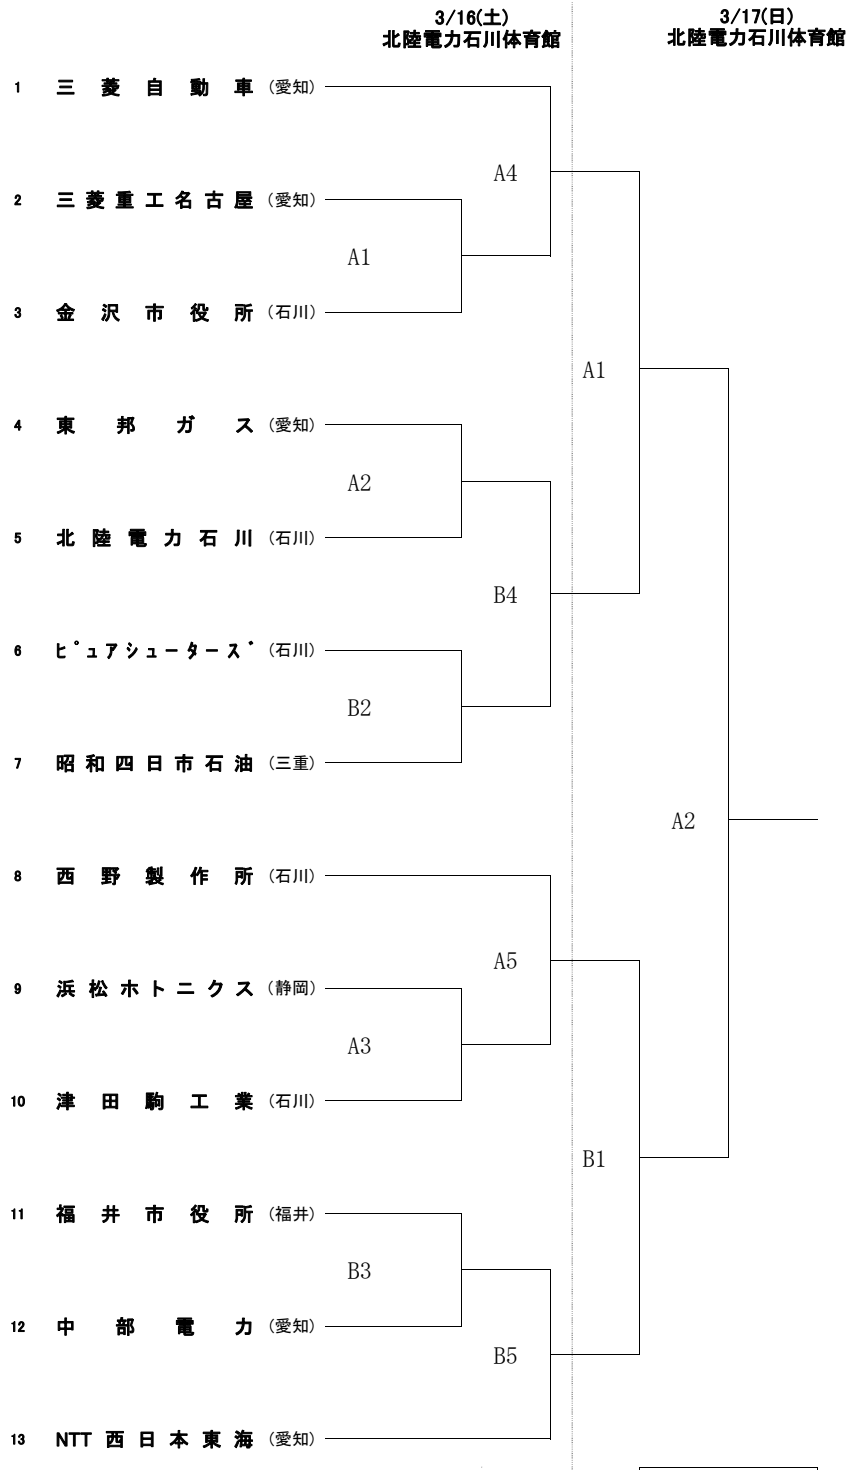 3/16(土) 3/17(日)
北陸電力石川体育館 北陸電力石川体育館
1 三菱自動車 (愛知)
A4
2 三菱重工名古屋 (愛知)
A1
3 金沢市役所 (石川)
A1
4 東邦ガス (愛知)
A2
5 北陸電力石川 (石川)
B4
6 ﾋﾟｭｱｼｭｰﾀｰｽﾞ (石川)
B2
7 昭和四日市石油 (三重)
A2
8 西野製作所 (石川)
A5
9 浜松ホトニクス (静岡)
A3
10 津田駒工業 (石川)
B1
11 福井市役所 (福井)
B3
12 中部電力 (愛知)
B5
13 NTT西日本東海 (愛知)